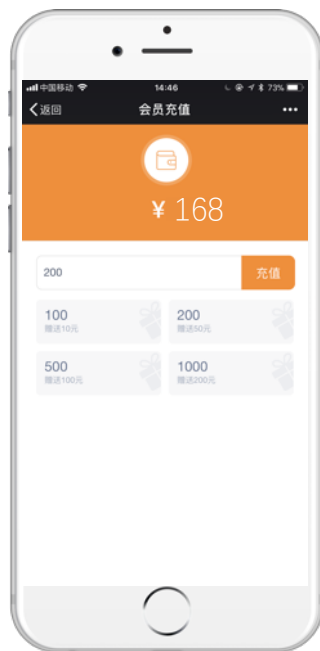 中国移动 14:46 73%
返回 会员充值 •••
¥ 168
200 充值
100 200
赠送10元 赠送50元
500 1000
赠送100元 赠送200元